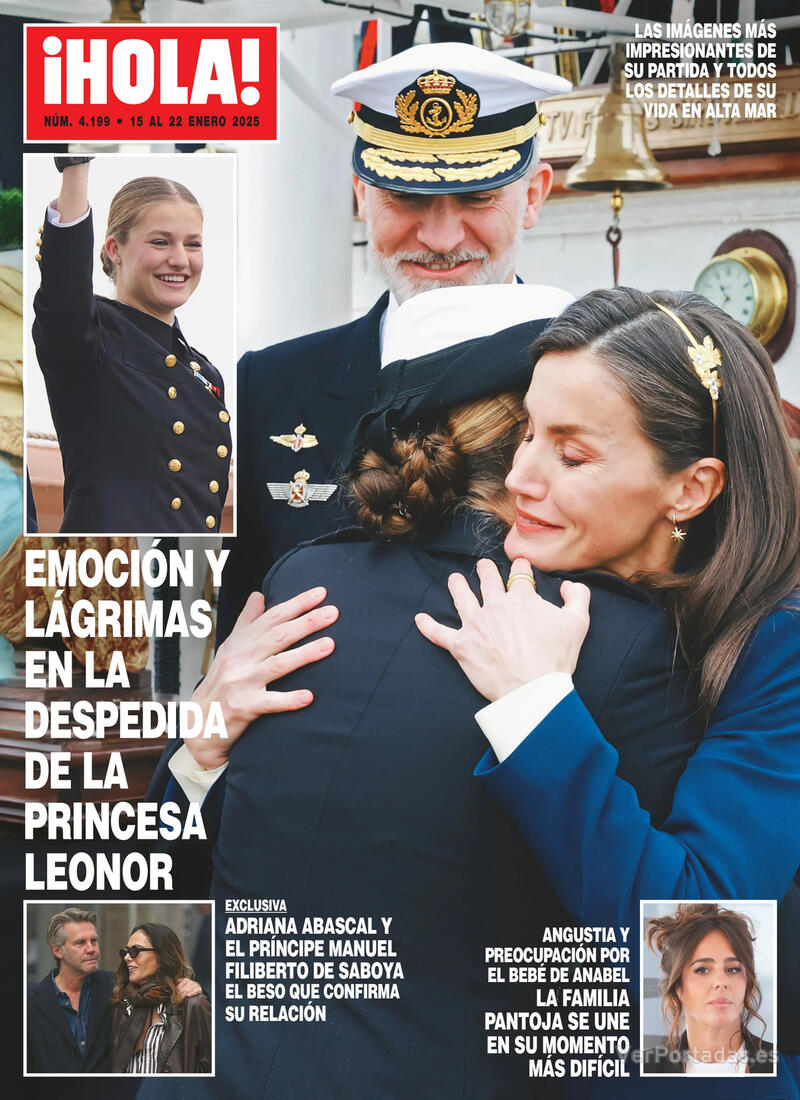 ¡HOLA!
NÚM. 4.199 • 15 AL 22 ENERO 2025
LAS IMÁGENES MÁS
IMPRESIONANTES DE
SU PARTIDA Y TODOS
LOS DETALLES DE SU
VIDA EN ALTA MAR
EMOCIÓN Y
LÁGRIMAS
EN LA
DESPEDIDA
DE LA
PRINCESA
LEONOR
EXCLUSIVA
ADRIANA ABASCAL Y
EL PRÍNCIPE MANUEL
FILIBERTO DE SABOYA
EL BESO QUE CONFIRMA
SU RELACIÓN
ANGUSTIA Y
PREOCUPACIÓN POR
EL BEBÉ DE ANABEL
LA FAMILIA
PANTOJA SE UNE
EN SU MOMENTO
MÁS DIFÍCIL
VerPortadas.es